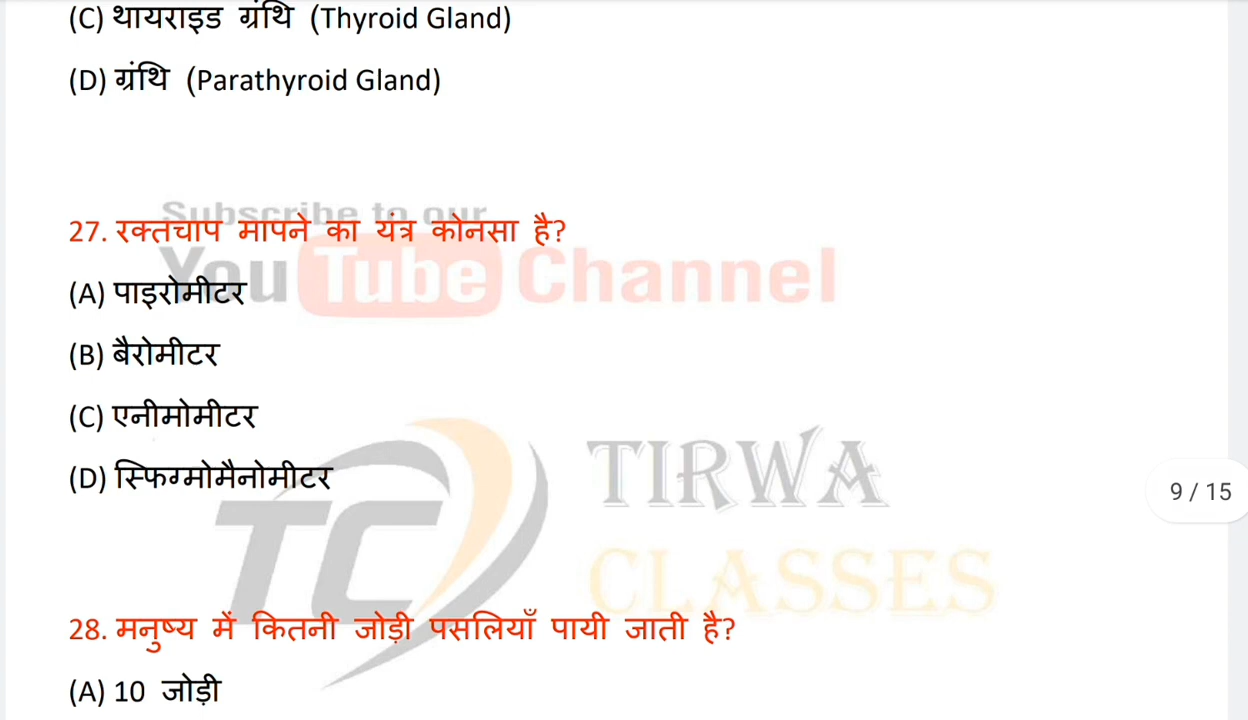 (C) थायराइड ग्रंथि (Thyroid Gland)
(D) ग्रंथि (Parathyroid Gland)
Subscribe to our
27. रक्तचाप मापने का यंत्र कोनसा है?
YouTube Channel
(A) पाइरोमीटर
(B) बैरोमीटर
(C) एनीमोमीटर
TIRWA
(D) स्फिग्मोमैनोमीटर
9 / 15
TC
CLASSES
28. मनुष्य में कितनी जोड़ी पसलियाँ पायी जाती है?
(A) 10 जोड़ी